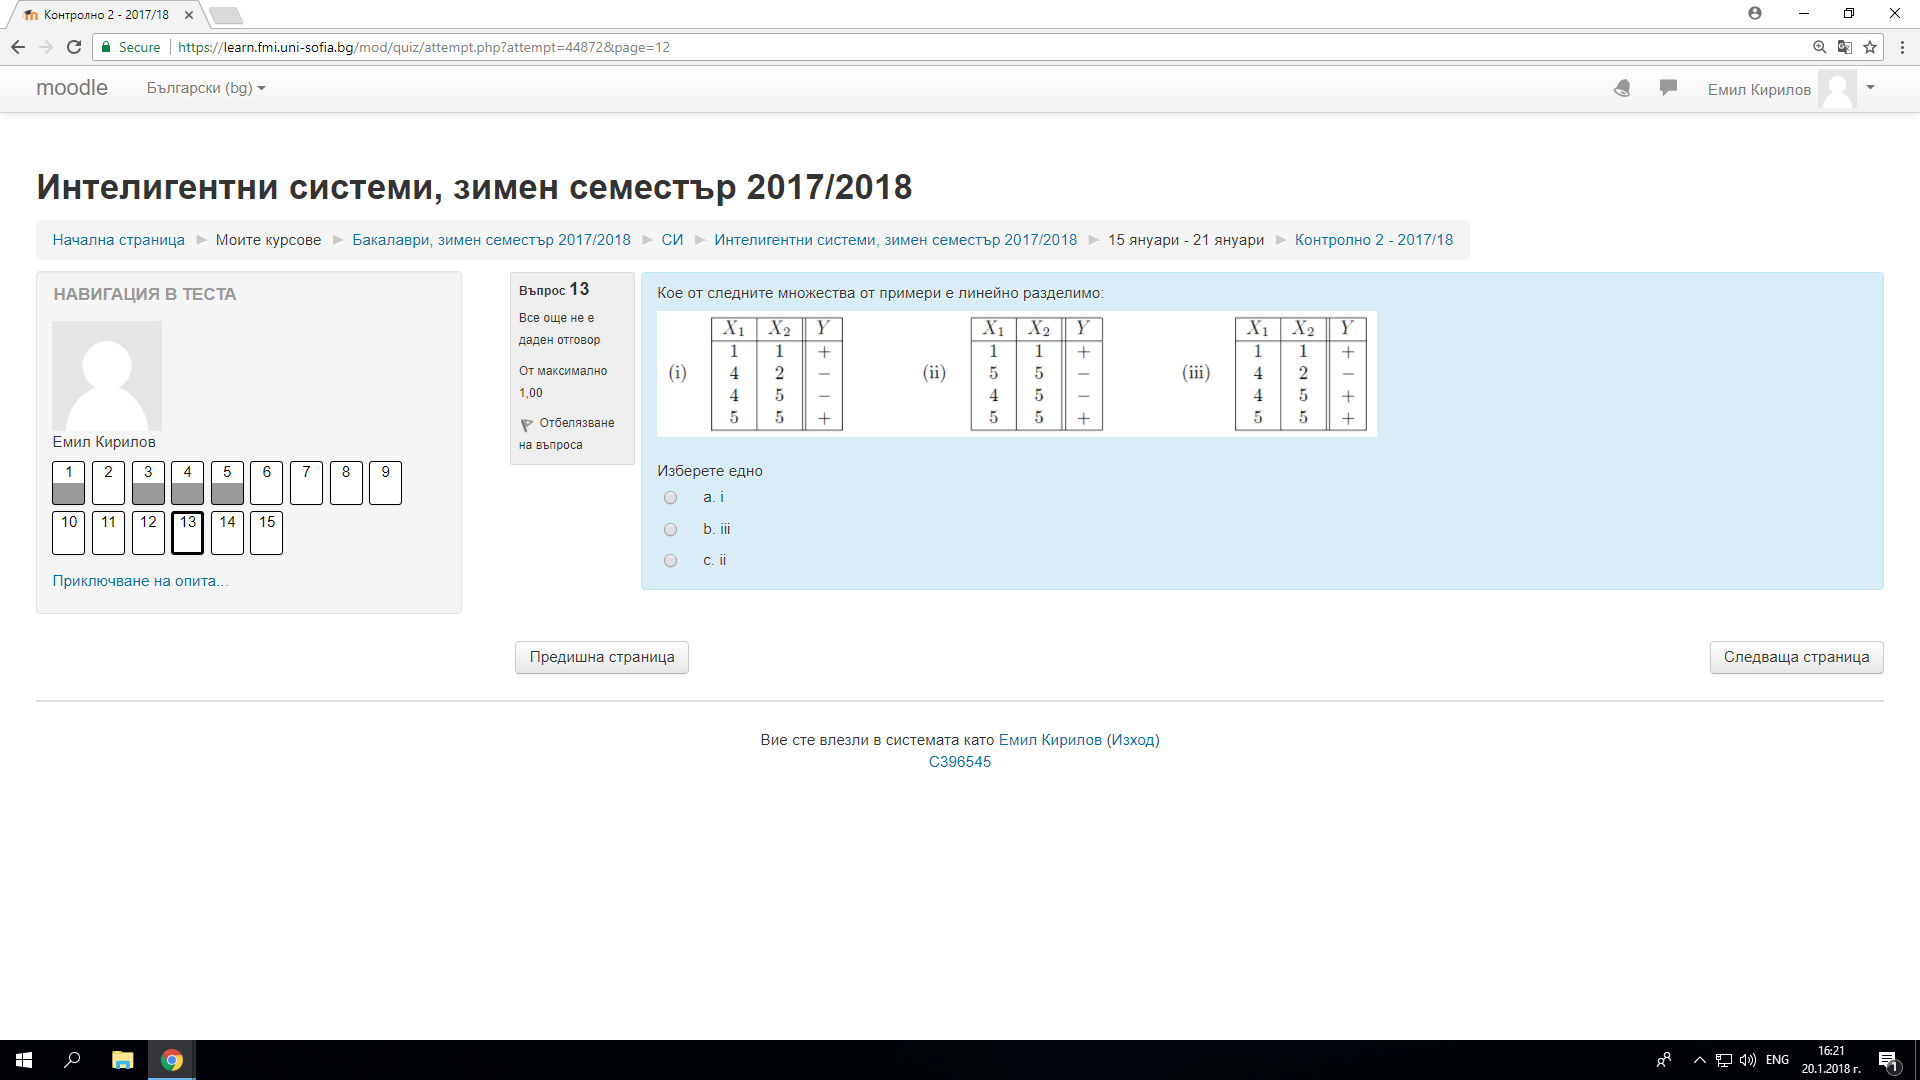 Контролно 2 - 2017/18
Secure https://learn.fmi.uni-sofia.bg/mod/quiz/attempt.php?attempt=44872&page=12
moodle Български (bg) Емил Кирилов
Интелигентни системи, зимен семестър 2017/2018
Начална страница Моите курсове Бакалаври, зимен семестър 2017/2018 СИ Интелигентни системи, зимен семестър 2017/2018 15 януари - 21 януари Контролно 2 - 2017/18
НАВИГАЦИЯ В ТЕСТА
Емил Кирилов
1 2 3 4 5 6 7 8 9
10 11 12 13 14 15
Приключване на опита...
Въпрос 13
Все още не е
даден отговор
От максимално
1,00
Отбелязване
на въпроса
Кое от следните множества от примери е линейно разделимо:
(i)
X1 X2 Y
1 1 +
4 2 −
4 5 −
5 5 +
(ii)
X1 X2 Y
1 1 +
5 5 −
4 5 −
5 5 +
(iii)
X1 X2 Y
1 1 +
4 2 −
4 5 +
5 5 +
Изберете едно
a. i
b. iii
c. ii
Предишна страница Следваща страница
Вие сте влезли в системата като Емил Кирилов (Изход)
C396545
ENG
16:21
20.1.2018 г.
1